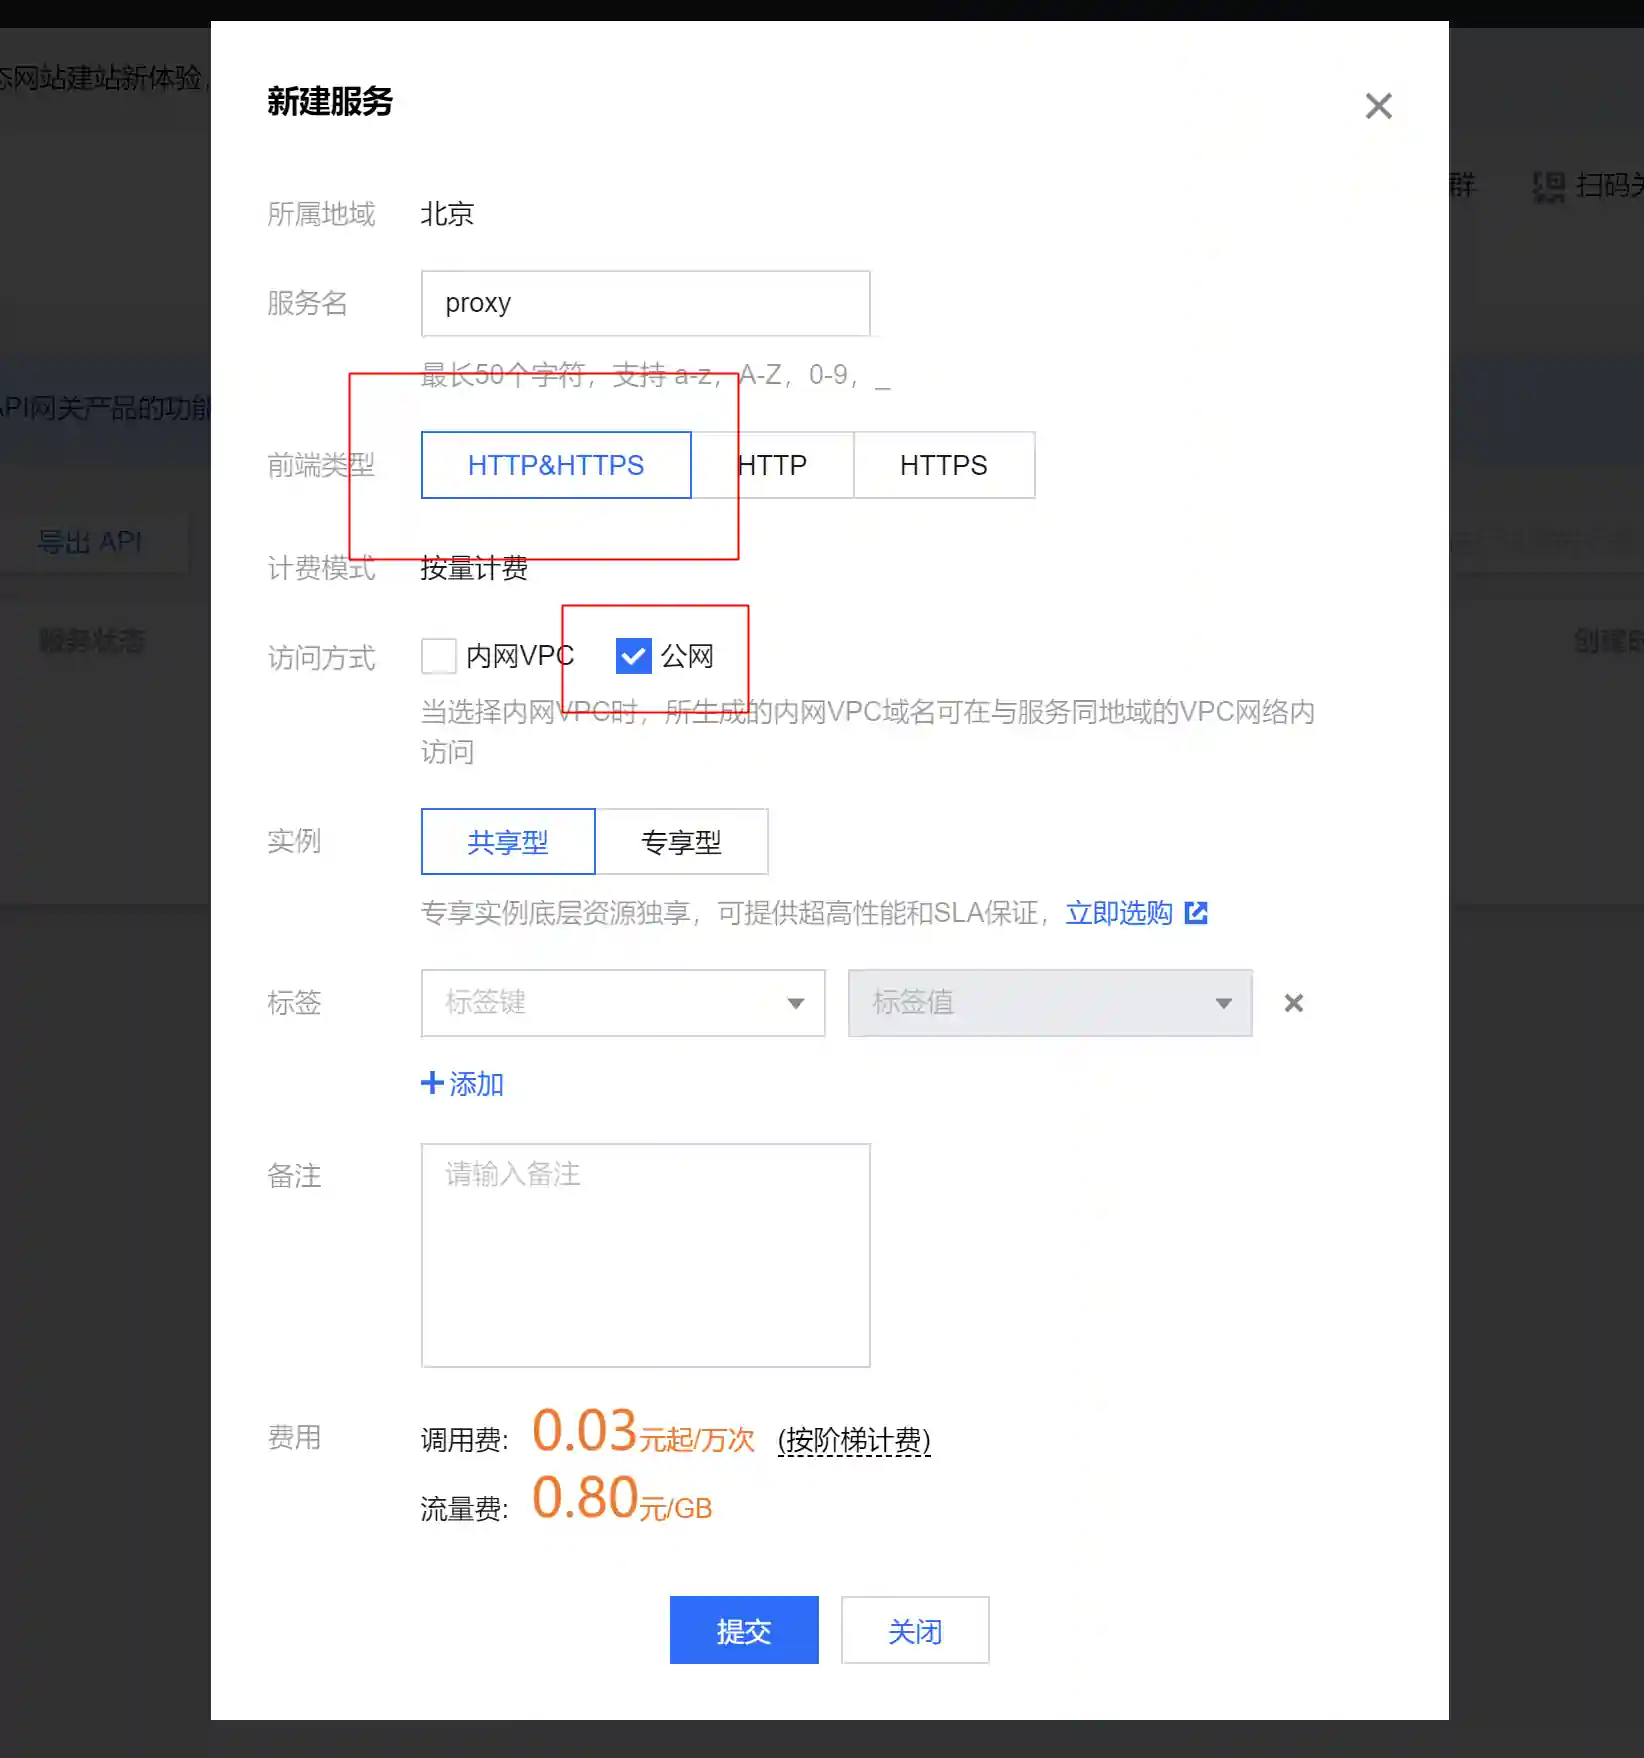 态网站建站新体验,
新建服务
群
扫码关
所属地域 北京
服务名 proxy
最长50个字符，支持 a-z，A-Z，0-9，_
API网关产品的功能
前端类型 HTTP&HTTPS HTTP HTTPS
导出 API
计费模式 按量计费
服务状态
创建时
访问方式 内网VPC 公网
当选择内网VPC时，所生成的内网VPC域名可在与服务同地域的VPC网络内
访问
实例 共享型 专享型
专享实例底层资源独享，可提供超高性能和SLA保证，立即选购
标签 标签键 标签值
添加
备注 请输入备注
费用 调用费: 0.03元起/万次 (按阶梯计费)
流量费: 0.80元/GB
提交 关闭